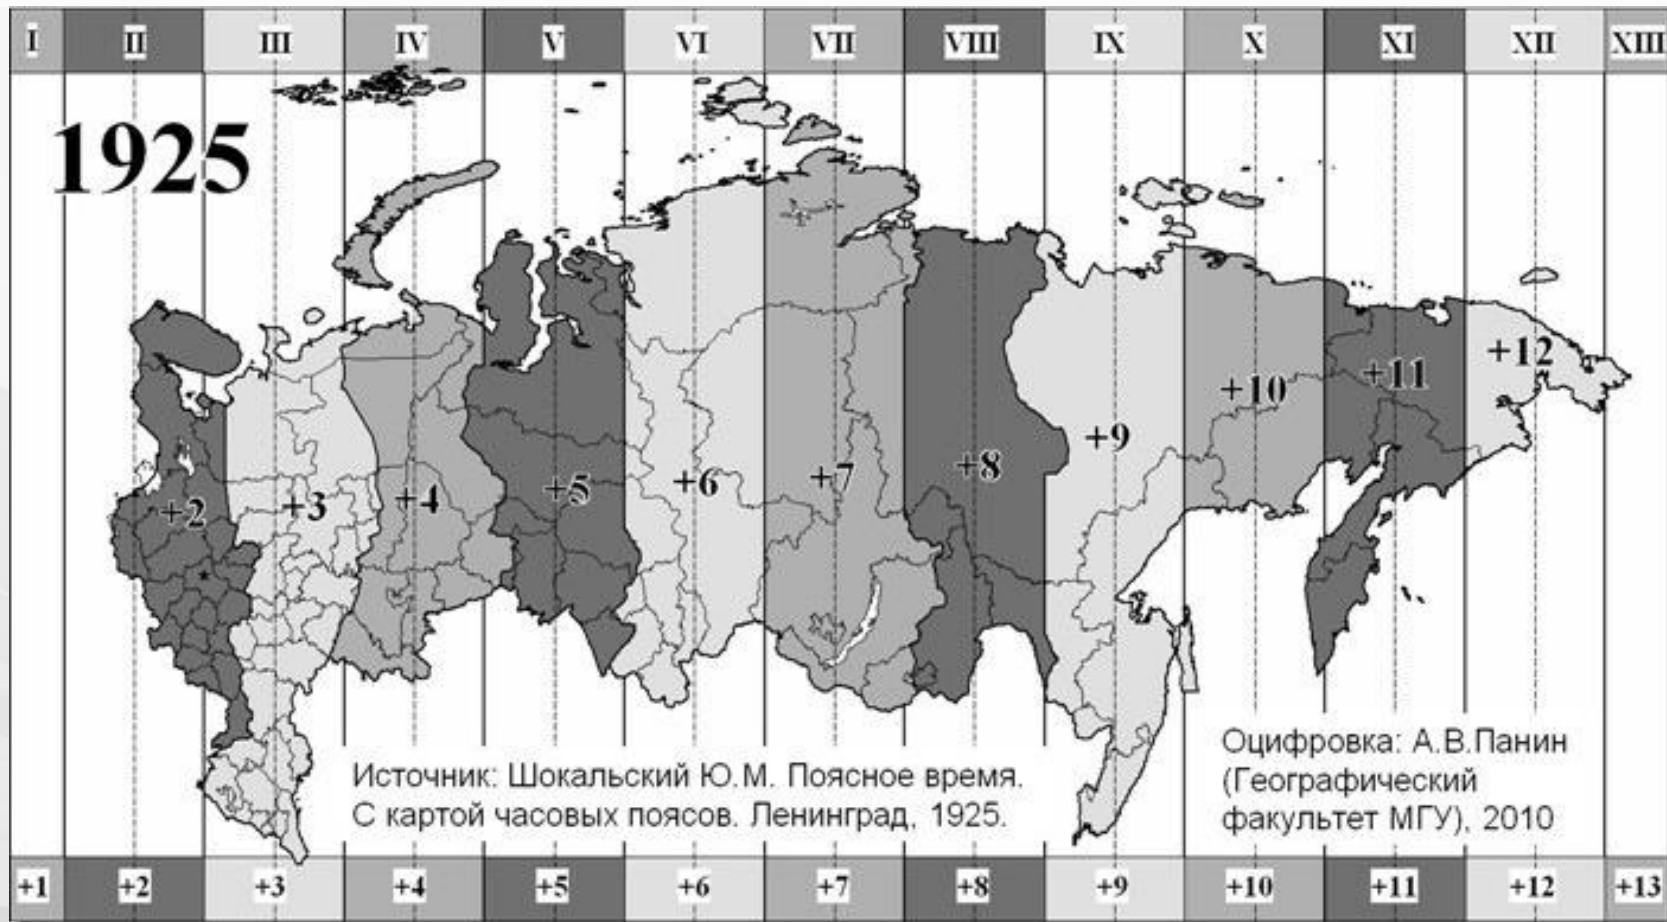 I II III IV V VI VII VIII IX X XI XII XIII
1925
+2 +3 +4 +5 +6 +7 +8 +9 +10 +11 +12
Источник: Шокальский Ю.М. Поясное время.
С картой часовых поясов. Ленинград, 1925.
Оцифровка: А.В.Панин
(Географический
факультет МГУ), 2010
+1 +2 +3 +4 +5 +6 +7 +8 +9 +10 +11 +12 +13